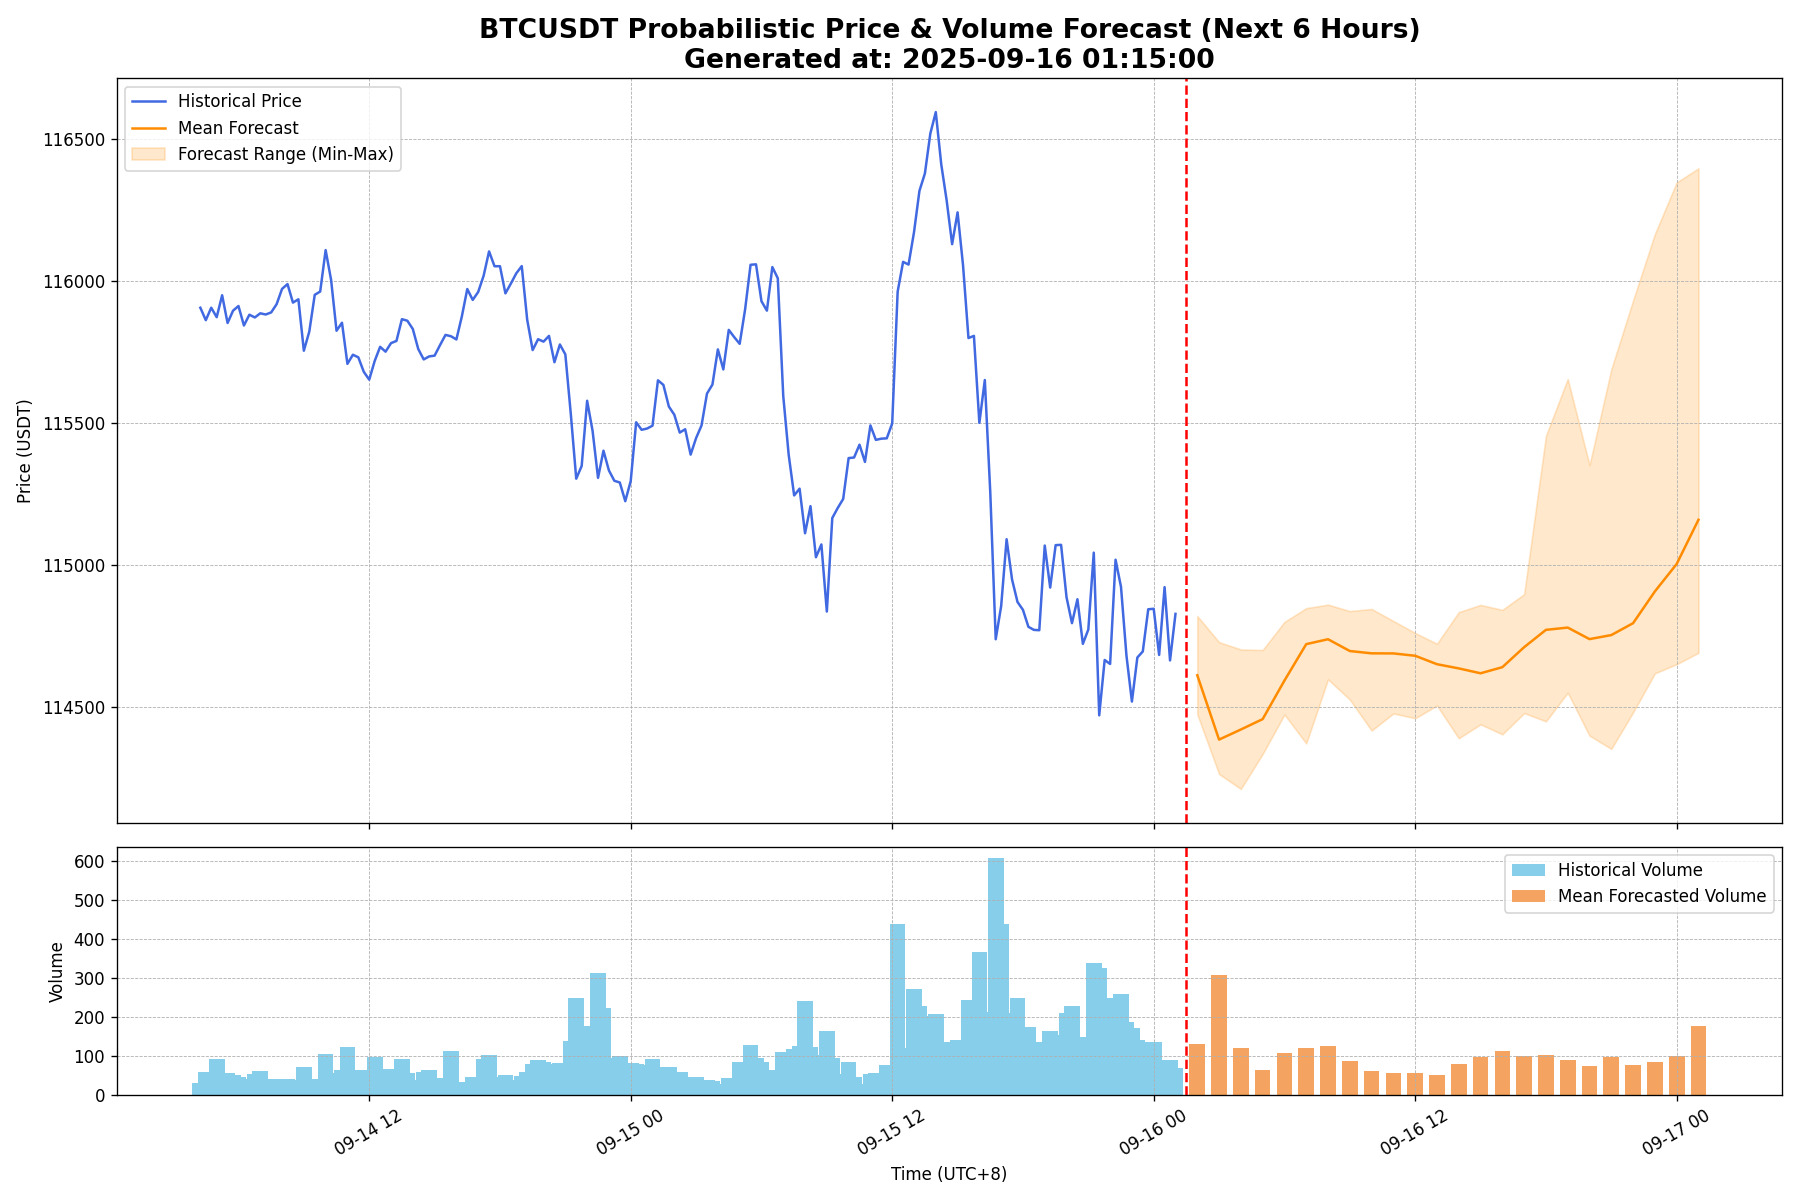 BTCUSDT Probabilistic Price & Volume Forecast (Next 6 Hours)
Generated at: 2025-09-16 01:15:00
Historical Price
Mean Forecast
Forecast Range (Min-Max)
116500
116000
115500
115000
114500
Price (USDT)
Historical Volume
Mean Forecasted Volume
600
500
400
300
200
100
0
Volume
09-14 12
09-15 00
09-15 12
09-16 00
09-16 12
09-17 00
Time (UTC+8)